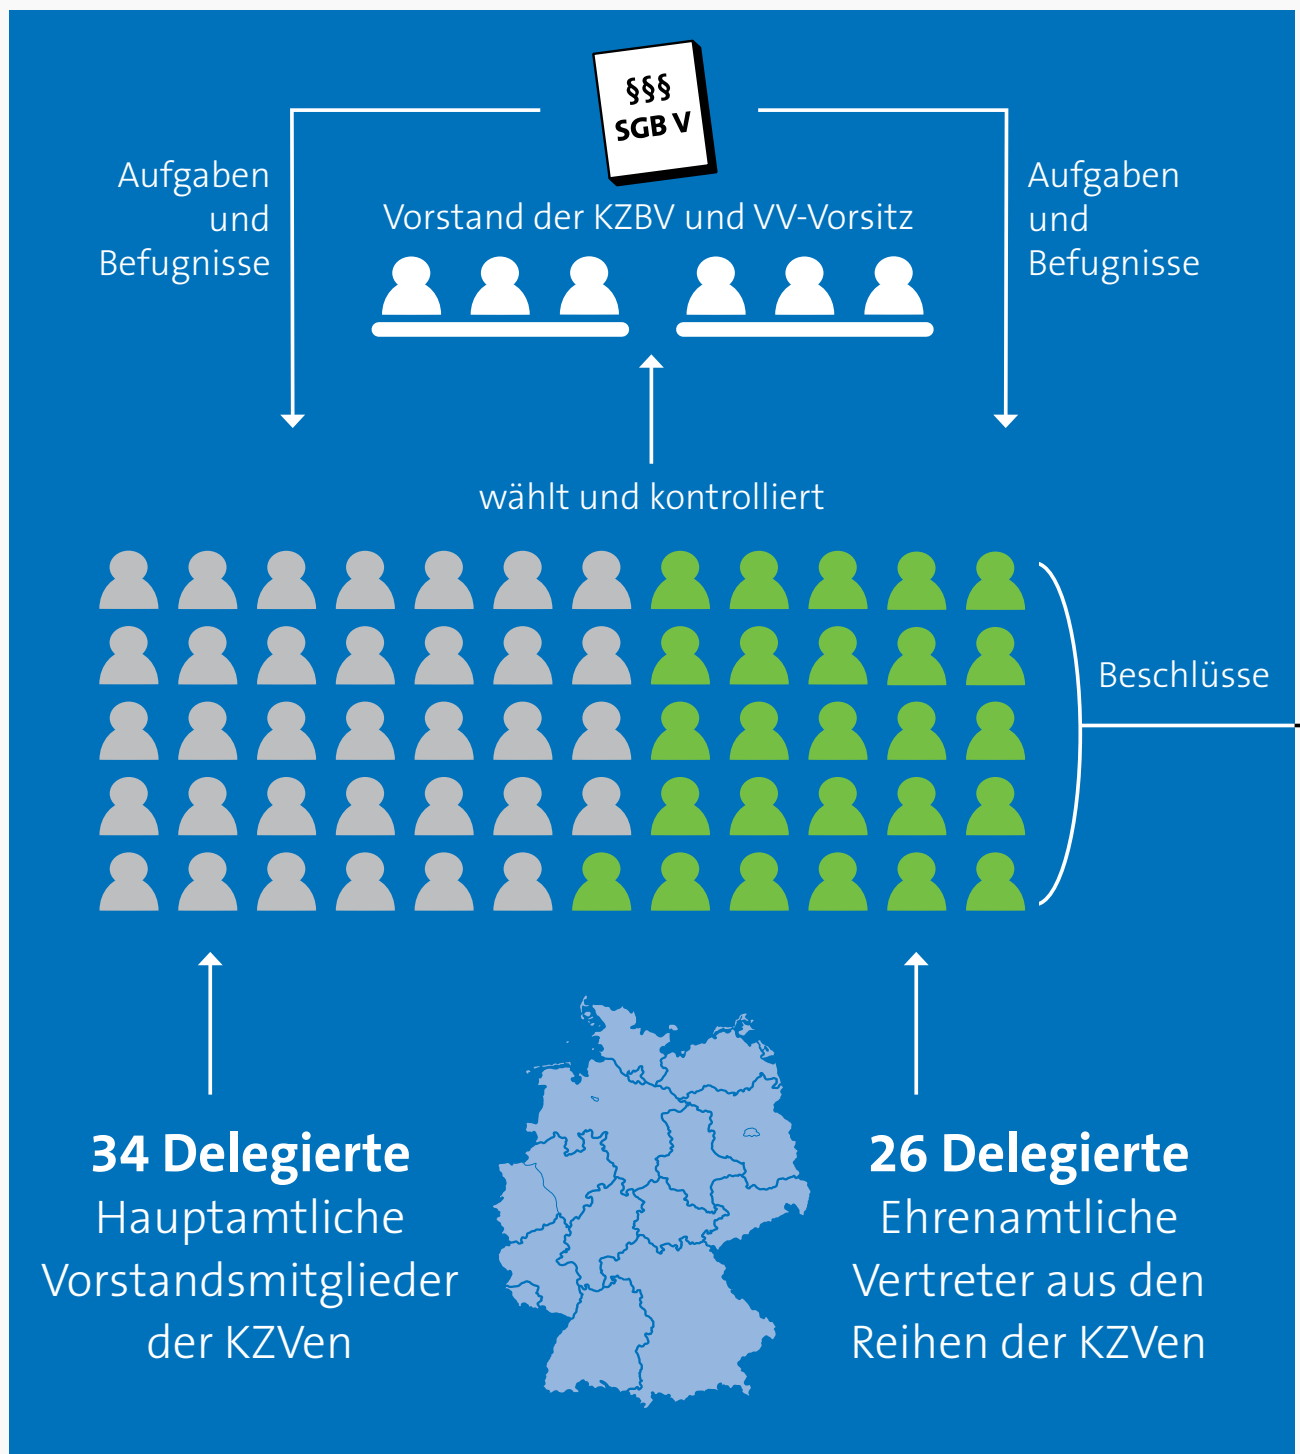 §§§
SGB V
Aufgaben
und
Befugnisse
Vorstand der KZBV und VV-Vorsitz
Aufgaben
und
Befugnisse
wählt und kontrolliert
Beschlüsse
34 Delegierte
Hauptamtliche
Vorstandsmitglieder
der KZVen
26 Delegierte
Ehrenamtliche
Vertreter aus den
Reihen der KZVen